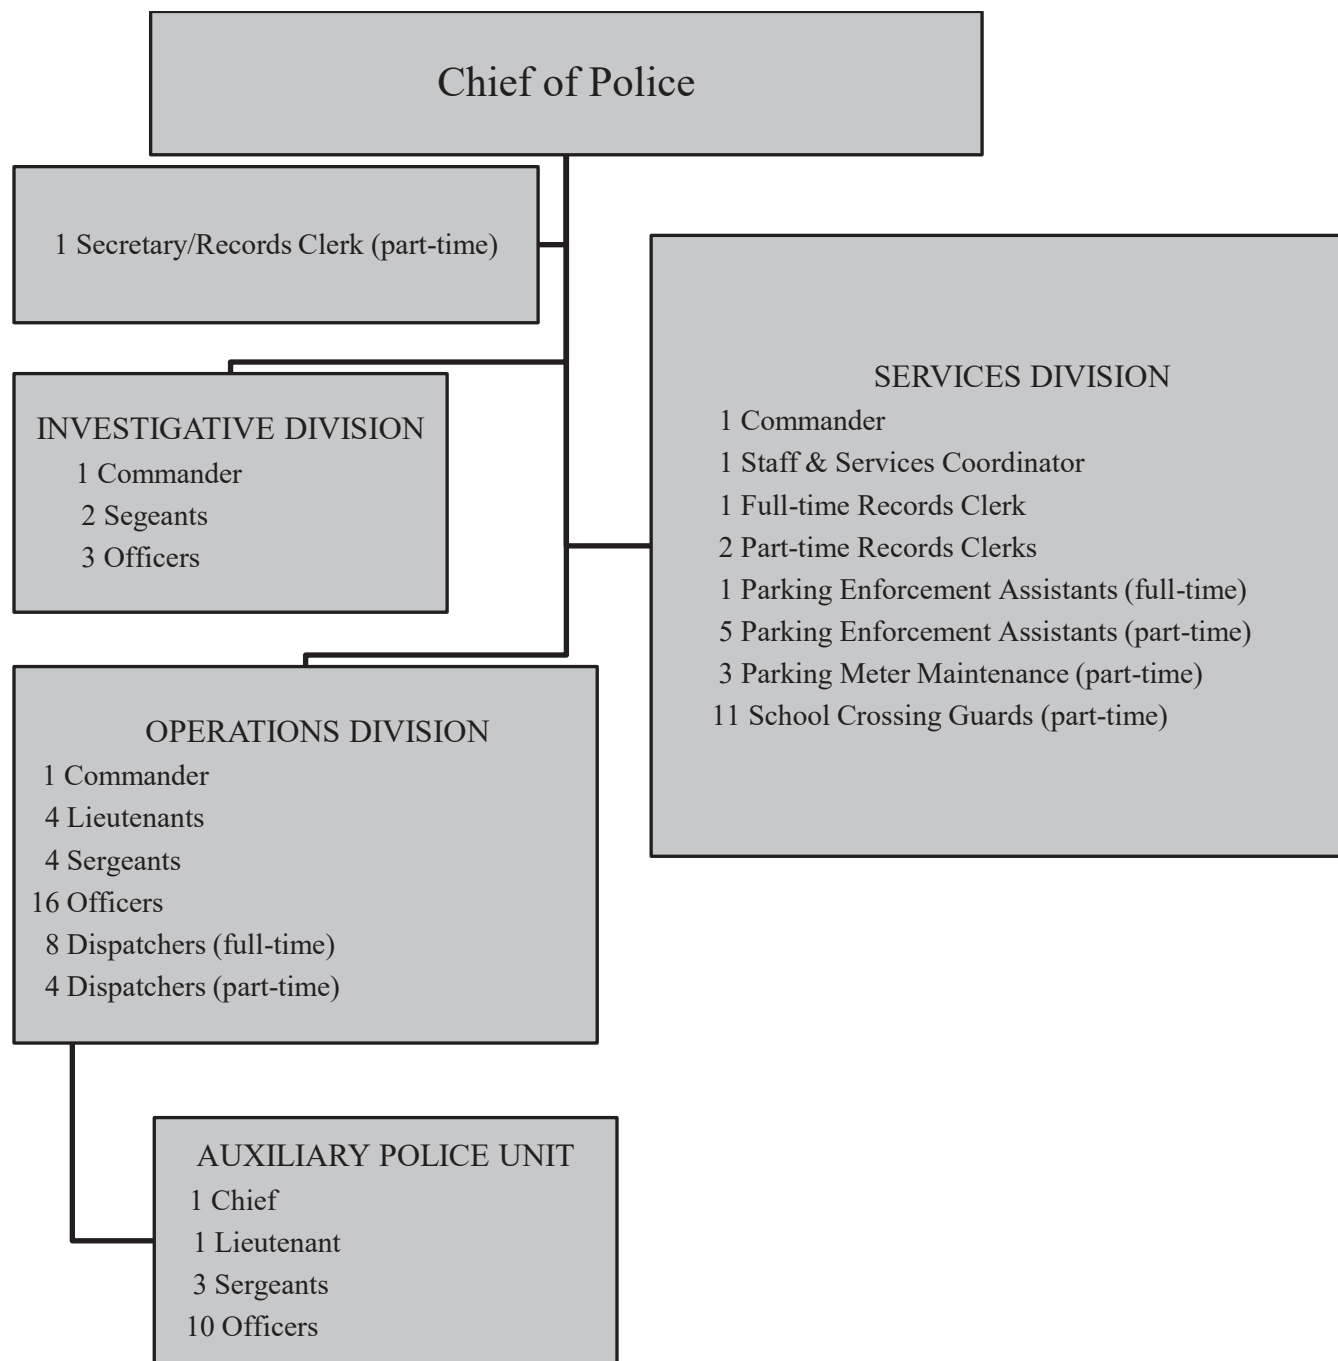 Chief of Police
1 Secretary/Records Clerk (part-time)
INVESTIGATIVE DIVISION
1 Commander
2 Segeants
3 Officers
SERVICES DIVISION
1 Commander
1 Staff & Services Coordinator
1 Full-time Records Clerk
2 Part-time Records Clerks
1 Parking Enforcement Assistants (full-time)
5 Parking Enforcement Assistants (part-time)
3 Parking Meter Maintenance (part-time)
11 School Crossing Guards (part-time)
OPERATIONS DIVISION
1 Commander
4 Lieutenants
4 Sergeants
16 Officers
8 Dispatchers (full-time)
4 Dispatchers (part-time)
AUXILIARY POLICE UNIT
1 Chief
1 Lieutenant
3 Sergeants
10 Officers